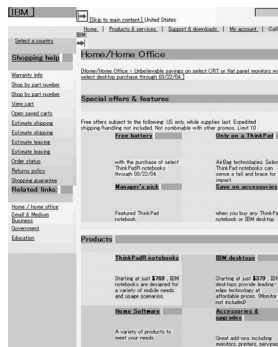 [IBM ]
[Skip to main content ] United States
Home | Products & services | Support & downloads | My account |
IBM
Select a country
Home/Home Office
Shopping help
[Home/Home Office - Unbelievable savings on select CRT or flat panel monitors
select desktop purchase through 03/22/04.]
Warranty info
Shop by part number
Shop by part number
View cart
Open saved carts
Estimate shipping
Estimate shipping
Estimate leasing
Estimate leasing
Order status
Returns policy
Shopping guarantee
Related links
Home / home office
Small & Medium
Business
Government
Education
Special offers & features
Free offers subject to the following: US only, while supplies last. Expedited
shipping/handling not included. Not combinable with other promos. Limit 10
Free battery
with the purchase of select
ThinkPadR notebooks
through 03/22/04.
Only on a ThinkPad
AirBag technologies. Select
ThinkPad notebooks can
sense a fall and brace for
impact
Manager's pick
Featured ThinkPad
notebook.
Save on accessories
when you buy any ThinkPad
notebook or IBM desktop
Products
ThinkPadR notebooks
Starting at just $769, IBM
notebooks are designed for
a variety of mobile needs
and usage scenarios.
IBM desktops
Starting at just $379, IBM
desktops provide leading-
edge technology at
affordable prices. (Monitor
not included)
Home Software
A variety of products to
meet your needs.
Accessories &
upgrades
Great add-ons including
monitors, printers, services